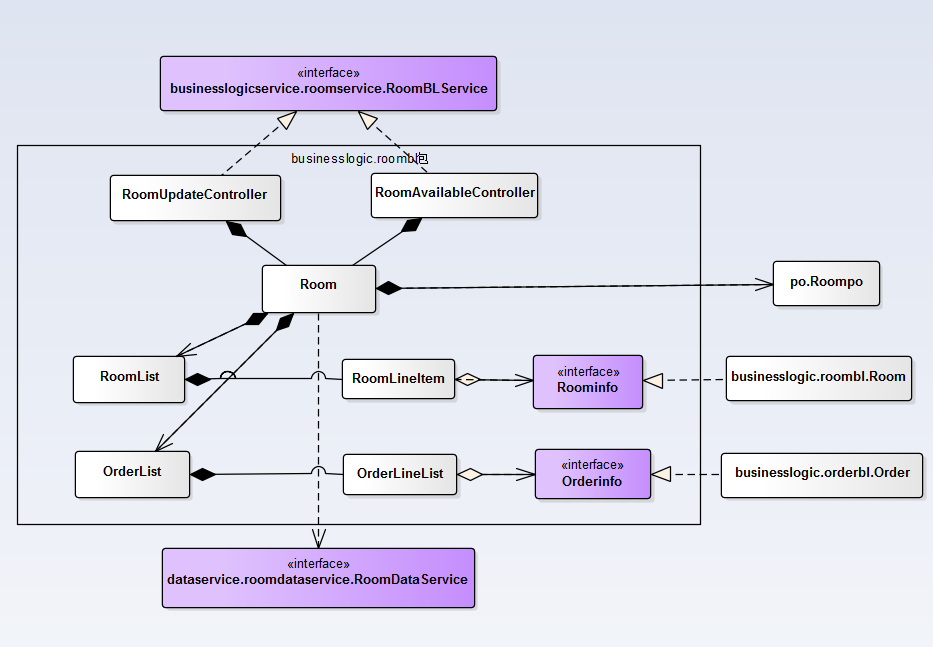 «interface»
businesslogicservice.roomservice.RoomBLService
businesslogic.roombl包
RoomUpdateController
RoomAvailableController
Room
po.Roompo
RoomList
RoomLineItem
«interface»
Roominfo
businesslogic.roombl.Room
OrderList
OrderLineList
«interface»
Orderinfo
businesslogic.orderbl.Order
«interface»
dataservice.roomdataservice.RoomDataService